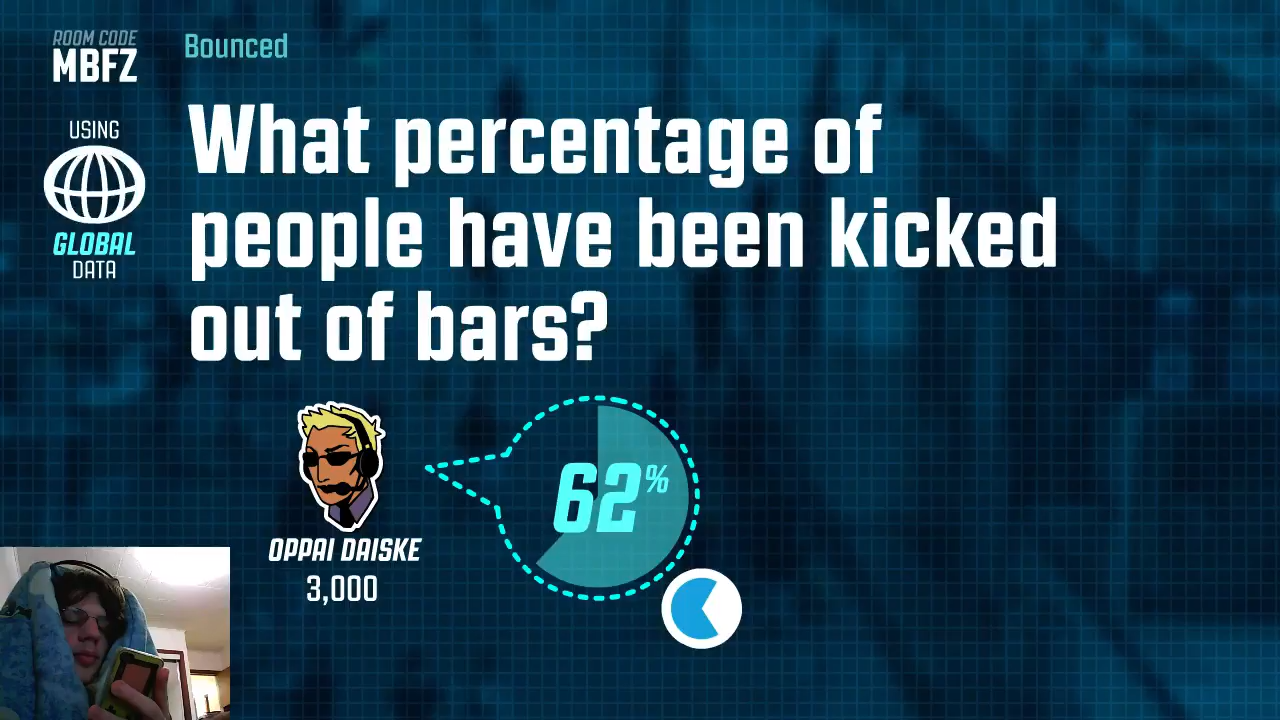 ROOM CODE
MBFZ
Bounced
USING
GLOBAL
DATA
What percentage of
people have been kicked
out of bars?
62%
OPPAI DAISKE
3,000